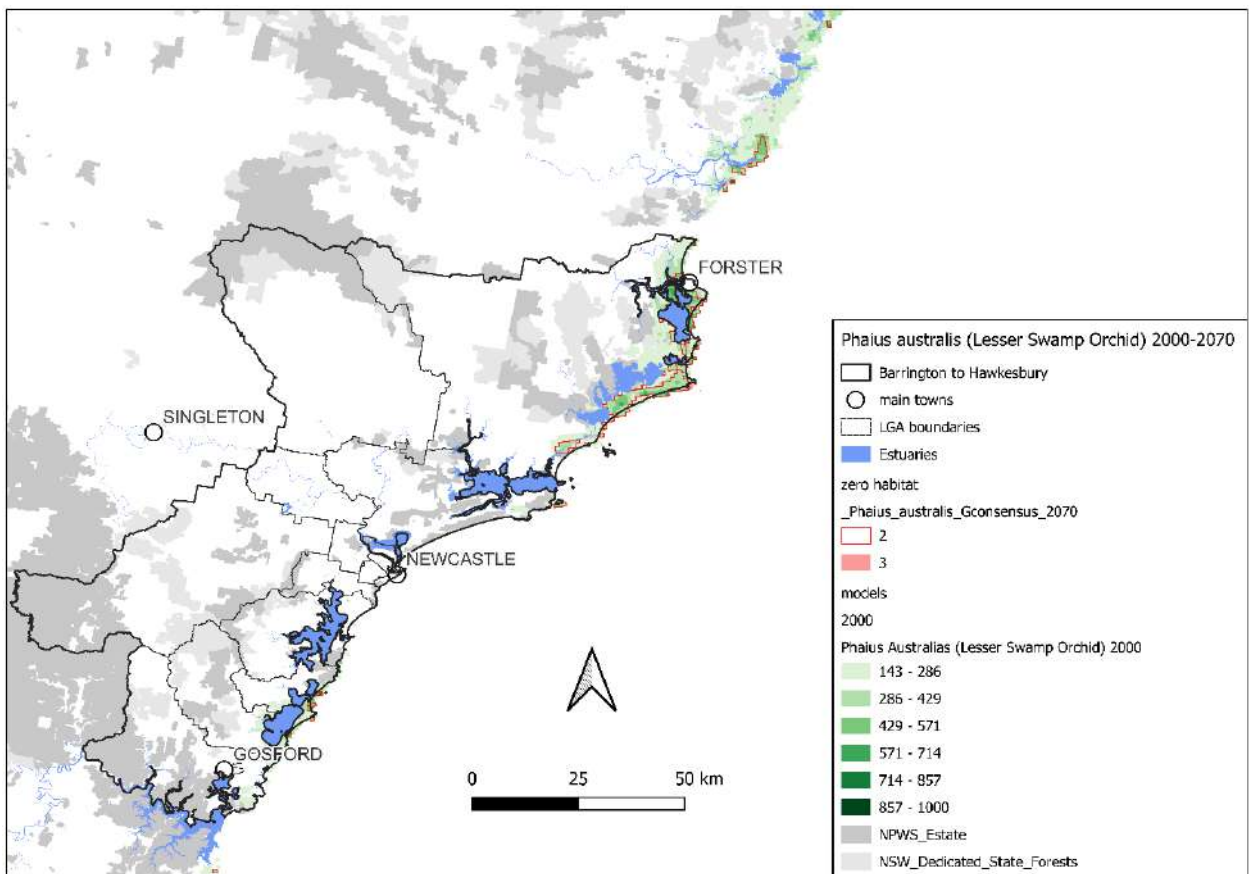 FORSTER
SINGLETON
NEWCASTLE
GOSFORD
0 25 50 km
Phaius australis (Lesser Swamp Orchid) 2000-2070
Barrington to Hawkesbury
main towns
LGA boundaries
Estuaries
zero habitat
_Phaius_australis_Gconsensus_2070
2
3
models
2000
Phaius Australias (Lesser Swamp Orchid) 2000
143 - 286
286 - 429
429 - 571
571 - 714
714 - 857
857 - 1000
NPWS_Estate
NSW_Dedicated_State_Forests